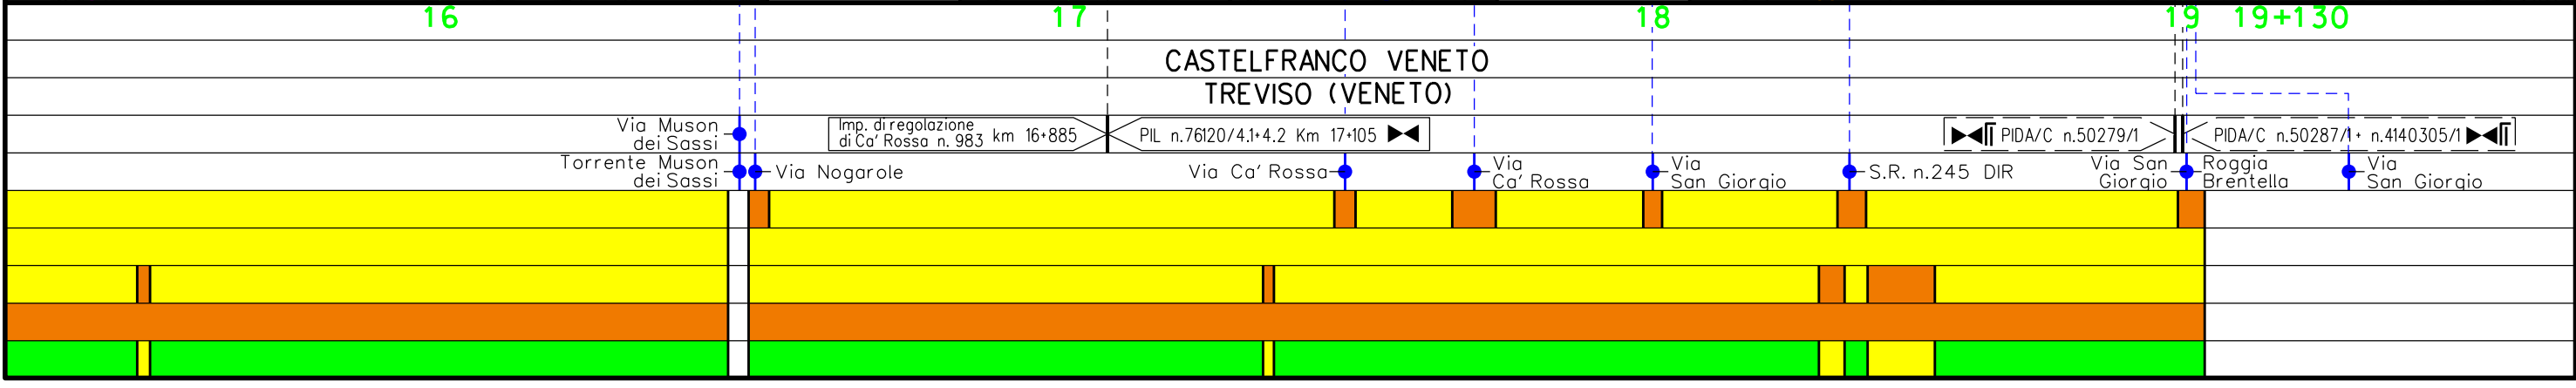 16 17 18 19 19+130
CASTELFRANCO VENETO
TREVISO (VENETO)
Via Muson
dei Sassi
Imp. di regolazione
di Ca' Rossa n. 983 km 16+885
PIL n.76120/4.1+4.2 Km 17+105
PIDA/C n.50279/1
PIDA/C n.50287/1 + n.4140305/1
Torrente Muson
dei Sassi
Via Nogarole
Via Ca' Rossa
Via
Ca' Rossa
Via
San Giorgio
S.R. n.245 DIR
Via San
Giorgio
Roggia
Brentella
Via
San Giorgio